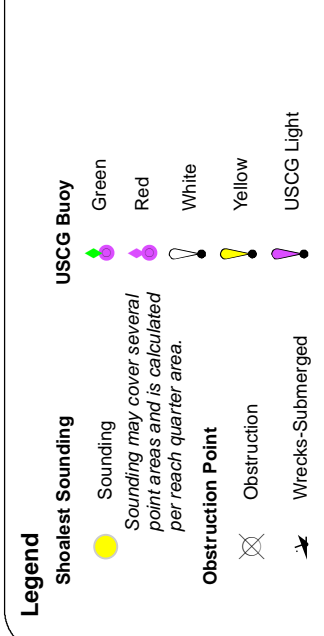 Legend
Shoalest Sounding
Sounding
Sounding may cover several
point areas and is calculated
per reach quarter area.
Obstruction Point
Obstruction
Wrecks-Submerged
USCG Buoy
Green
Red
White
Yellow
USCG Light